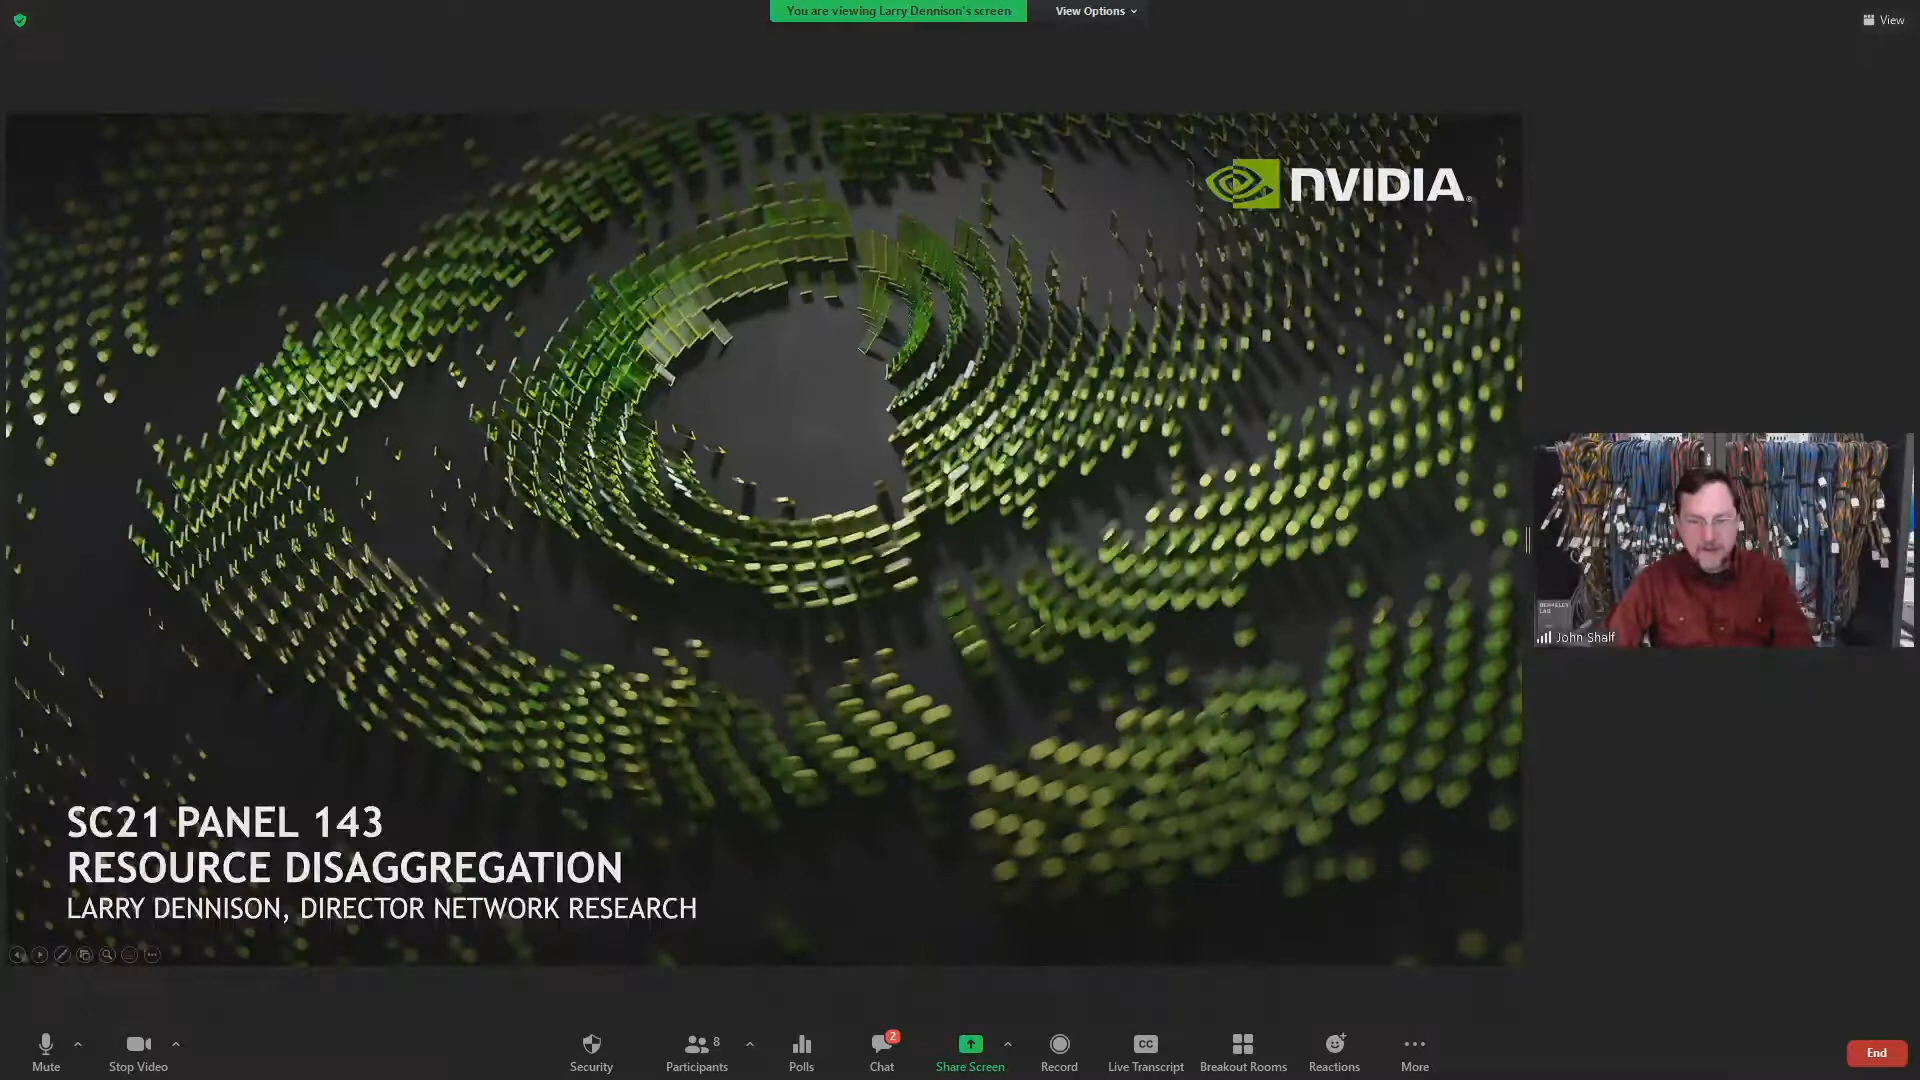 You are viewing Larry Dennison's screen
View Options
View
NVIDIA
SC21 PANEL 143
RESOURCE DISAGGREGATION
LARRY DENNISON, DIRECTOR NETWORK RESEARCH
BERKELEY LAB
John Shalf
Mute
Stop Video
Security
Participants
8
Polls
Chat
2
Share Screen
Record
CC
Live Transcript
Breakout Rooms
Reactions
More
End